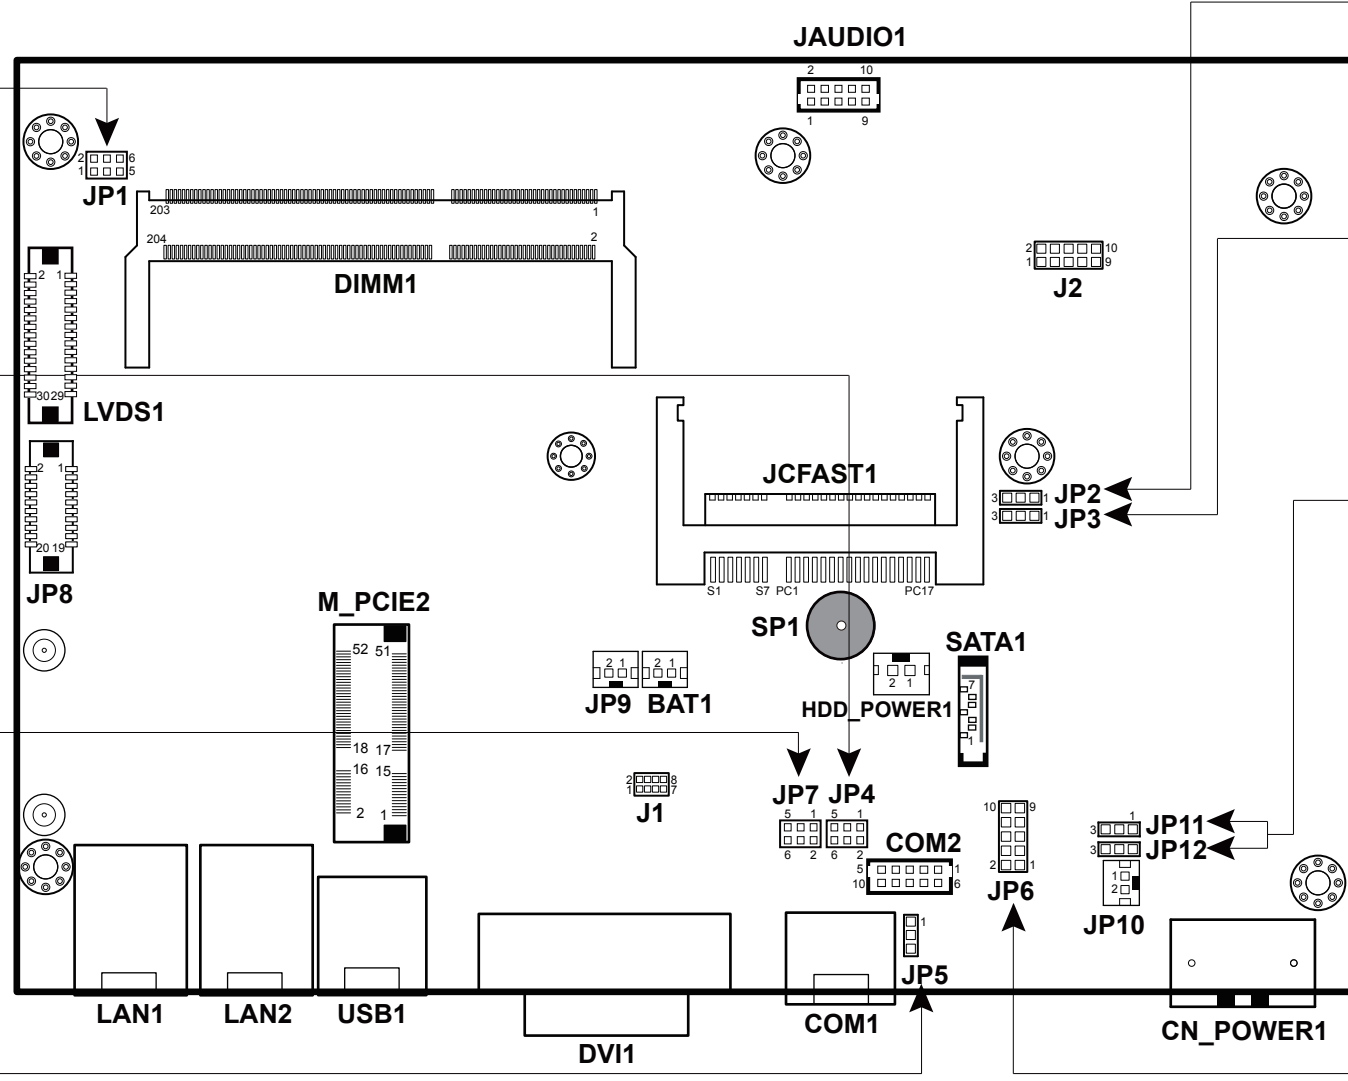 JAUDIO1
2 10
1 9
2 6
1 5
JP1
203 1
204 2
DIMM1
2 10
1 9
J2
2 1
30 29
LVDS1
JCFAST1
S1 S7 PC1 PC17
3 1 JP2
3 1 JP3
2 1
20 19
JP8
M_PCIE2
52 51
18 17
16 15
2 1
SP1
SATA1
7
1
2 1
JP9
2 1
BAT1
2 1
HDD_POWER1
2 8
1 7
J1
JP7
5 1
6 2
JP4
5 1
6 2
COM2
5 1
10 6
10 9
2 1
JP6
1
3 JP11
3 JP12
1
2
JP10
1
JP5
LAN1
LAN2
USB1
DVI1
COM1
CN_POWER1